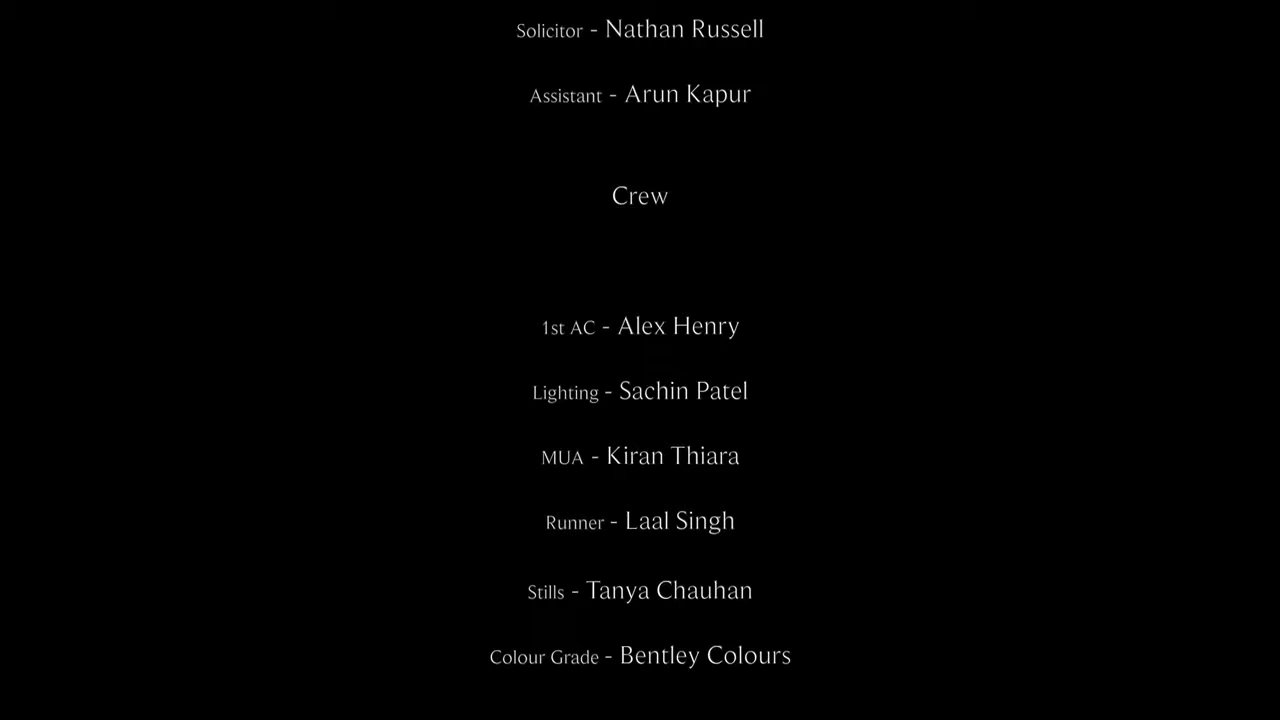 Solicitor - Nathan Russell
Assistant - Arun Kapur
Crew
1st AC - Alex Henry
Lighting - Sachin Patel
MUA - Kiran Thiara
Runner - Laal Singh
Stills - Tanya Chauhan
Colour Grade - Bentley Colours